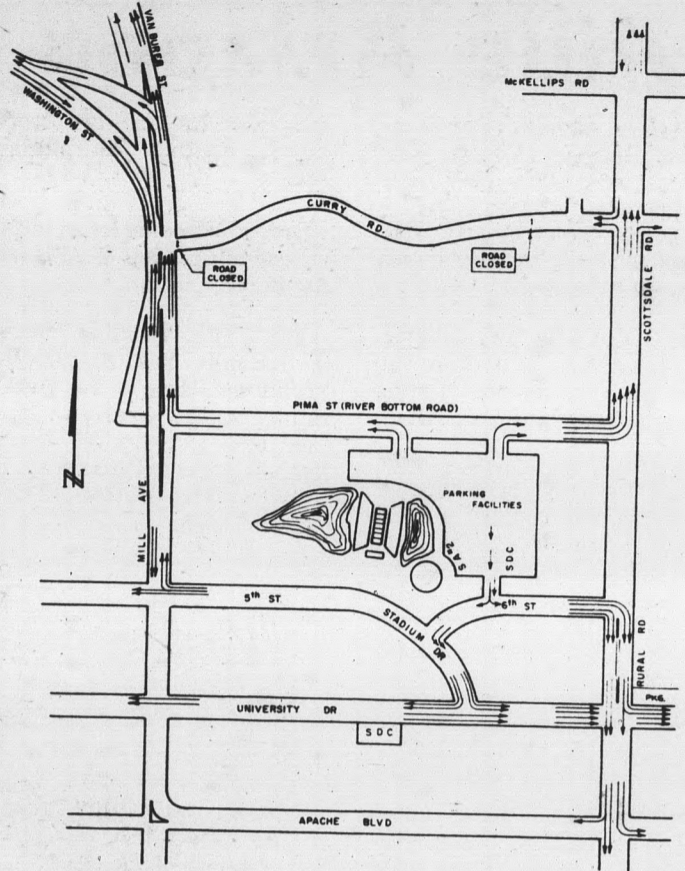 VAN BUREN ST.
McKELLIPS RD
WASHINGTON ST
CURRY
RD.
ROAD
CLOSED
ROAD
CLOSED
SCOTTSDALE RD
PIMA ST (RIVER BOTTOM ROAD)
N
MILL AVE
PARKING
FACILITIES
SDC
5th ST.
6th ST
STADIUM DR
RURAL RD
PKG.
UNIVERSITY DR
SDC
APACHE BLVD